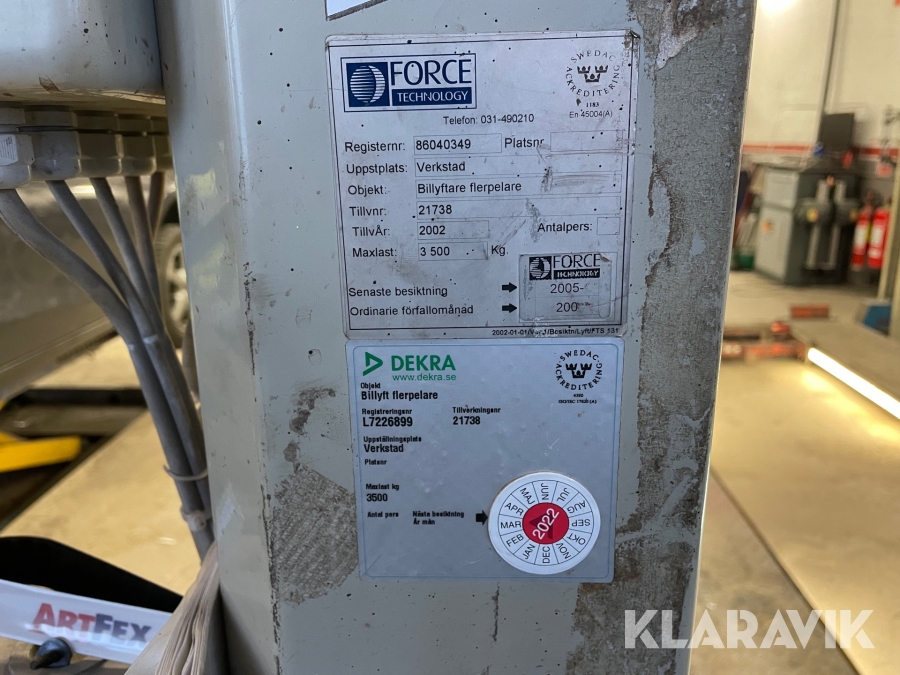 FORCE
TECHNOLOGY
SWEDAC
ACKREDITERING
1183
En 45004(A)
Telefon: 031-490210
Registernr: 86040349 Platsnr
Uppstplats: Verkstad
Objekt: Billyftare flerpelare
Tillvnr: 21738
TillvÅr: 2002 Antalpers:
Maxlast: 3 500 Kg.
FORCE
TECHNOLOGY
Senaste besiktning 2005-
Ordinarie förfallomånad 200
DEKRA
www.dekra.se
SWEDAC
ACKREDITERING
Objekt
Billyft flerpelare
Registreringsnr Tillverkningsnr
L7226899 21738
Uppställningsplats
Verkstad
Platsnr
Maxlast kg
3500
Antal pers Nästa besiktning
År mån
2022
JAN FEB MAR APR MAJ JUN JUL AUG SEP OKT NOV DEC
ARTFEX
KLARAVIK